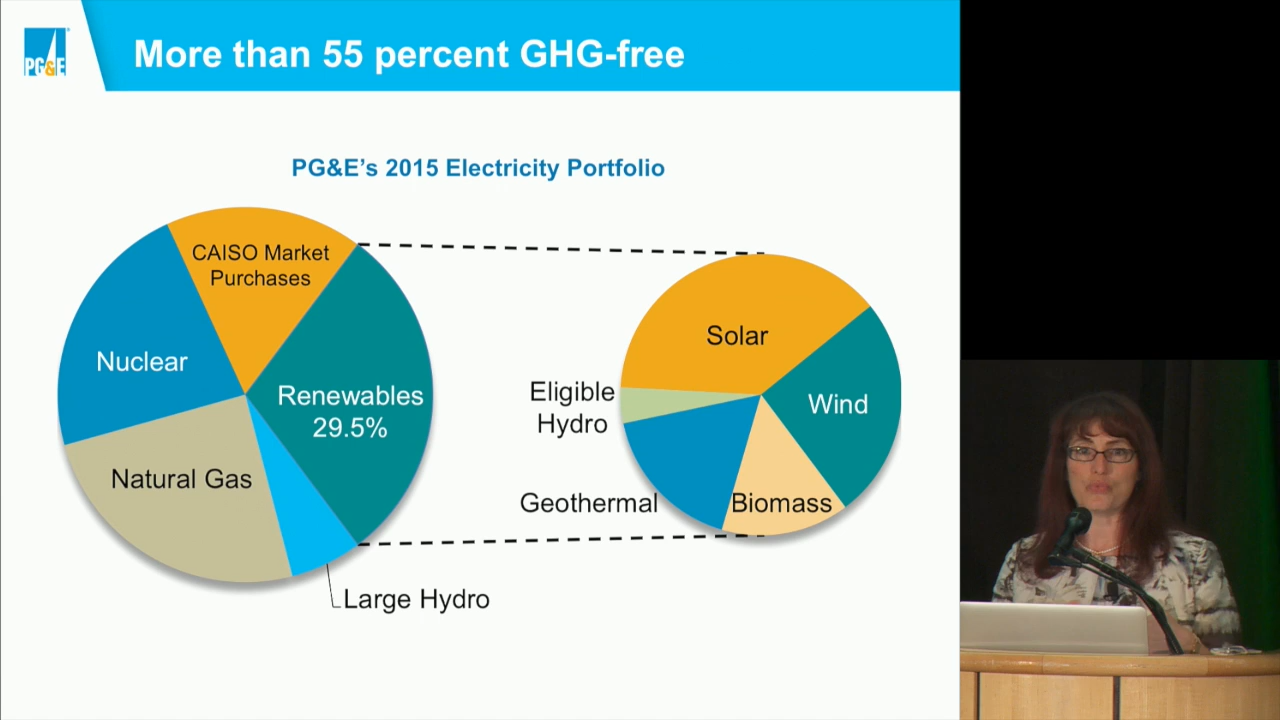 PG&E
More than 55 percent GHG-free
PG&E’s 2015 Electricity Portfolio
CAISO Market
Purchases
Nuclear
Renewables
29.5%
Natural Gas
Large Hydro
Solar
Eligible
Hydro
Wind
Geothermal
Biomass